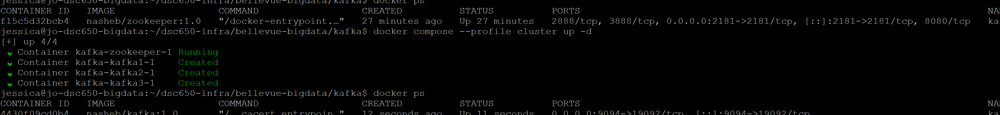 jessica@jo-dsc650-bigdata:~/dsc650-infra/bellevue-bigdata/kafka$ docker ps
CONTAINER ID   IMAGE                  COMMAND                  CREATED          STATUS          PORTS                                                                     NA
f15c5d32bcb4   nasheb/zookeeper:1.0   "/docker-entrypoint.…"   27 minutes ago   Up 27 minutes   2888/tcp, 3888/tcp, 0.0.0.0:2181->2181/tcp, [::]:2181->2181/tcp, 8080/tcp   ka
jessica@jo-dsc650-bigdata:~/dsc650-infra/bellevue-bigdata/kafka$ docker compose --profile cluster up -d
[+] up 4/4
Container kafka-zookeeper-1 Running
Container kafka-kafka1-1    Created
Container kafka-kafka2-1    Created
Container kafka-kafka3-1    Created
jessica@jo-dsc650-bigdata:~/dsc650-infra/bellevue-bigdata/kafka$ docker ps
CONTAINER ID   IMAGE                  COMMAND                  CREATED          STATUS          PORTS                                                                     NA
4430f09cd0b4   nasheb/kafka:1.0       "/__cacert_entrypoin…"   12 seconds ago   Up 11 seconds   0.0.0.0:9094->19092/tcp, [::]:9094->19092/tcp                               ka